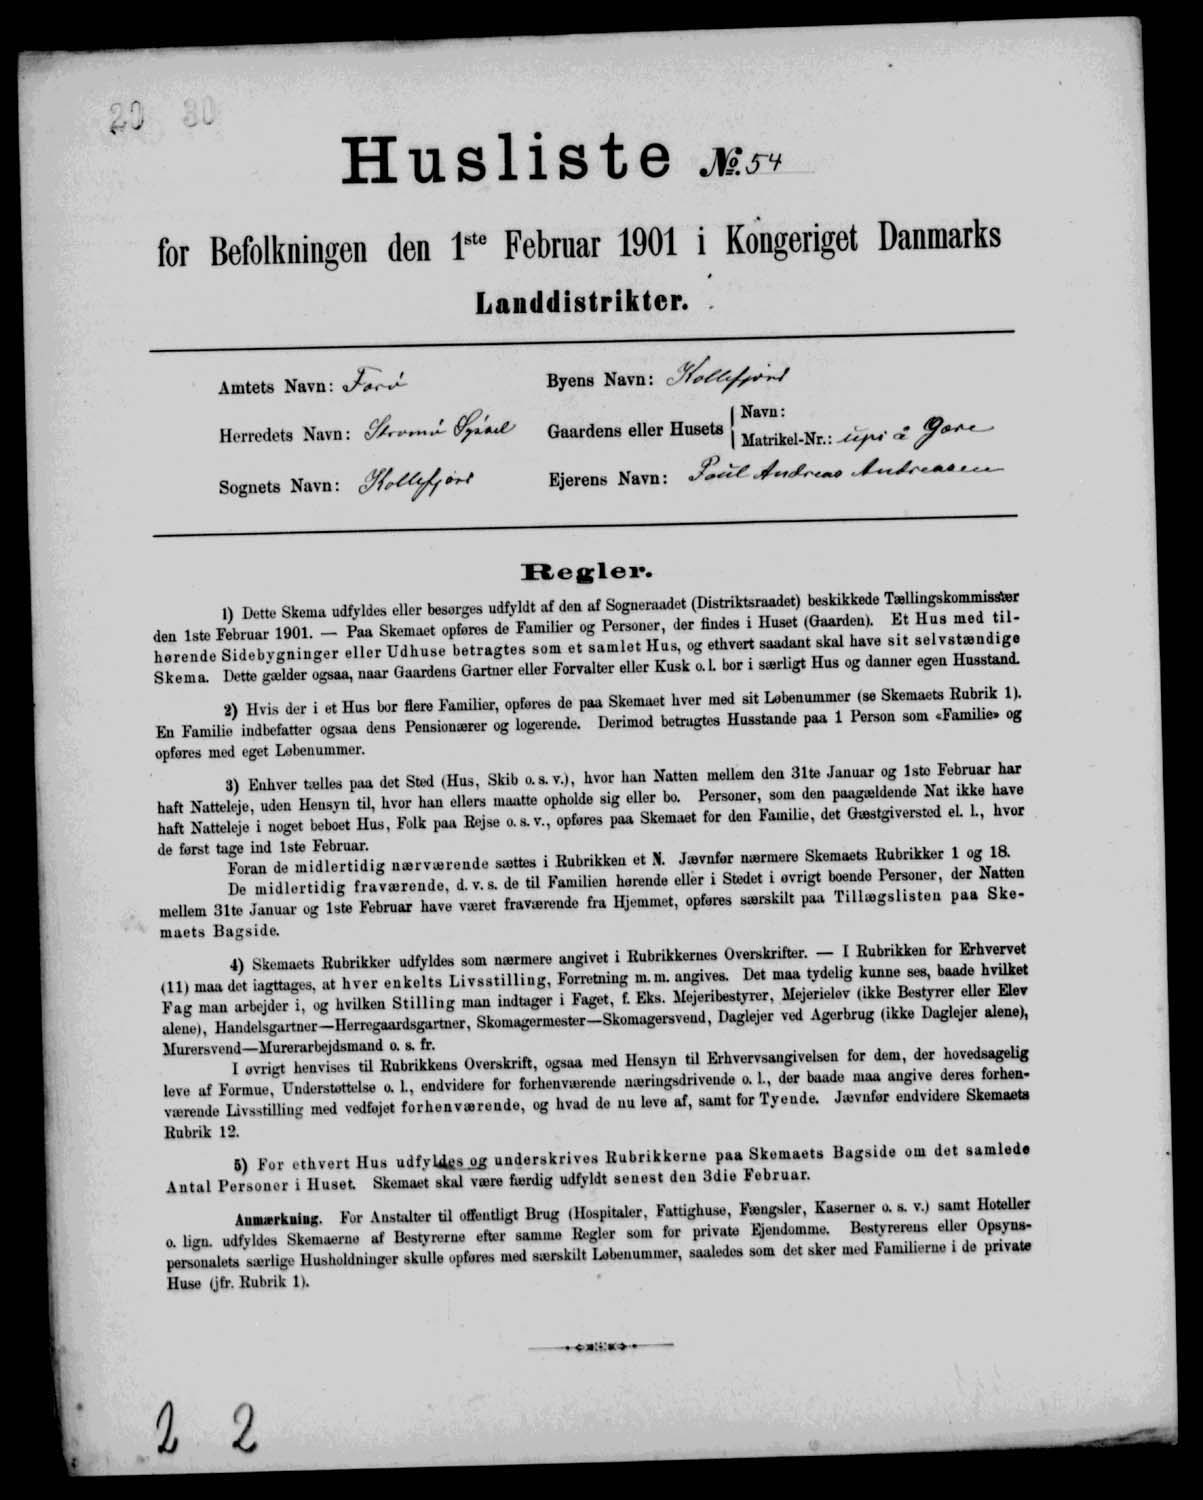 20 30
Husliste №. 54
for Befolkningen den 1ste Februar 1901 i Kongeriget Danmarks
Landdistrikter.
Amtets Navn: Farö
Byens Navn: Kollefjord
Herredets Navn: Strömö Sýssel
Gaardens eller Husets { Navn:
Matrikel-Nr.: uppi à Gære
Sognets Navn: Kollefjord
Ejerens Navn: Poul Andreas Andreasen
Regler.
1) Dette Skema udfyldes eller besørges udfyldt af den af Sogneraadet (Distriktsraadet) beskikkede Tællingskommissær
den 1ste Februar 1901. — Paa Skemaet opføres de Familier og Personer, der findes i Huset (Gaarden). Et Hus med til-
hørende Sidebygninger eller Udhuse betragtes som et samlet Hus, og ethvert saadant skal have sit selvstændige
Skema. Dette gælder ogsaa, naar Gaardens Gartner eller Forvalter eller Kusk o. l. bor i særligt Hus og danner egen Husstand.
2) Hvis der i et Hus bor flere Familier, opføres de paa Skemaet hver med sit Løbenummer (se Skemaets Rubrik 1).
En Familie indbefatter ogsaa dens Pensionærer og logerende. Derimod betragtes Husstande paa 1 Person som «Familie» og
opføres med eget Løbenummer.
3) Enhver tælles paa det Sted (Hus, Skib o. s. v.), hvor han Natten mellem den 31te Januar og 1ste Februar har
haft Natteleje, uden Hensyn til, hvor han ellers maatte opholde sig eller bo. Personer, som den paagældende Nat ikke have
haft Natteleje i noget beboet Hus, Folk paa Rejse o. s. v., opføres paa Skemaet for den Familie, det Gæstgiversted el. l., hvor
de først tage ind 1ste Februar.
Foran de midlertidig nærværende sættes i Rubrikken et N. Jævnfør nærmere Skemaets Rubrikker 1 og 18.
De midlertidig fraværende, d. v. s. de til Familien hørende eller i Stedet i øvrigt boende Personer, der Natten
mellem 31te Januar og 1ste Februar have været fraværende fra Hjemmet, opføres særskilt paa Tillægslisten paa Ske-
maets Bagside.
4) Skemaets Rubrikker udfyldes som nærmere angivet i Rubrikkernes Overskrifter. — I Rubrikken for Erhvervet
(11) maa det iagttages, at hver enkelts Livsstilling, Forretning m. m. angives. Det maa tydelig kunne ses, baade hvilket
Fag man arbejder i, og hvilken Stilling man indtager i Faget, f. Eks. Mejeribestyrer, Mejerielev (ikke Bestyrer eller Elev
alene), Handelsgartner—Herregaardsgartner, Skomagermester—Skomagersvend, Daglejer ved Agerbrug (ikke Daglejer alene),
Murersvend—Murerarbejdsmand o. s. fr.
I øvrigt henvises til Rubrikkens Overskrift, ogsaa med Hensyn til Erhvervsangivelsen for dem, der hovedsagelig
leve af Formue, Understøttelse o. l., endvidere for forhenværende næringsdrivende o. l., der baade maa angive deres forhen-
værende Livsstilling med vedføjet forhenværende, og hvad de nu leve af, samt for Tyende. Jævnfør endvidere Skemaets
Rubrik 12.
5) For ethvert Hus udfyldes og underskrives Rubrikkerne paa Skemaets Bagside om det samlede
Antal Personer i Huset. Skemaet skal være færdig udfyldt senest den 3die Februar.
Anmærkning. For Anstalter til offentligt Brug (Hospitaler, Fattighuse, Fængsler, Kaserner o. s. v.) samt Hoteller
o. lign. udfyldes Skemaerne af Bestyrerne efter samme Regler som for private Ejendomme. Bestyrerens eller Opsyns-
personalets særlige Husholdninger skulle opføres med særskilt Løbenummer, saaledes som det sker med Familierne i de private
Huse (jfr. Rubrik 1).
2 2